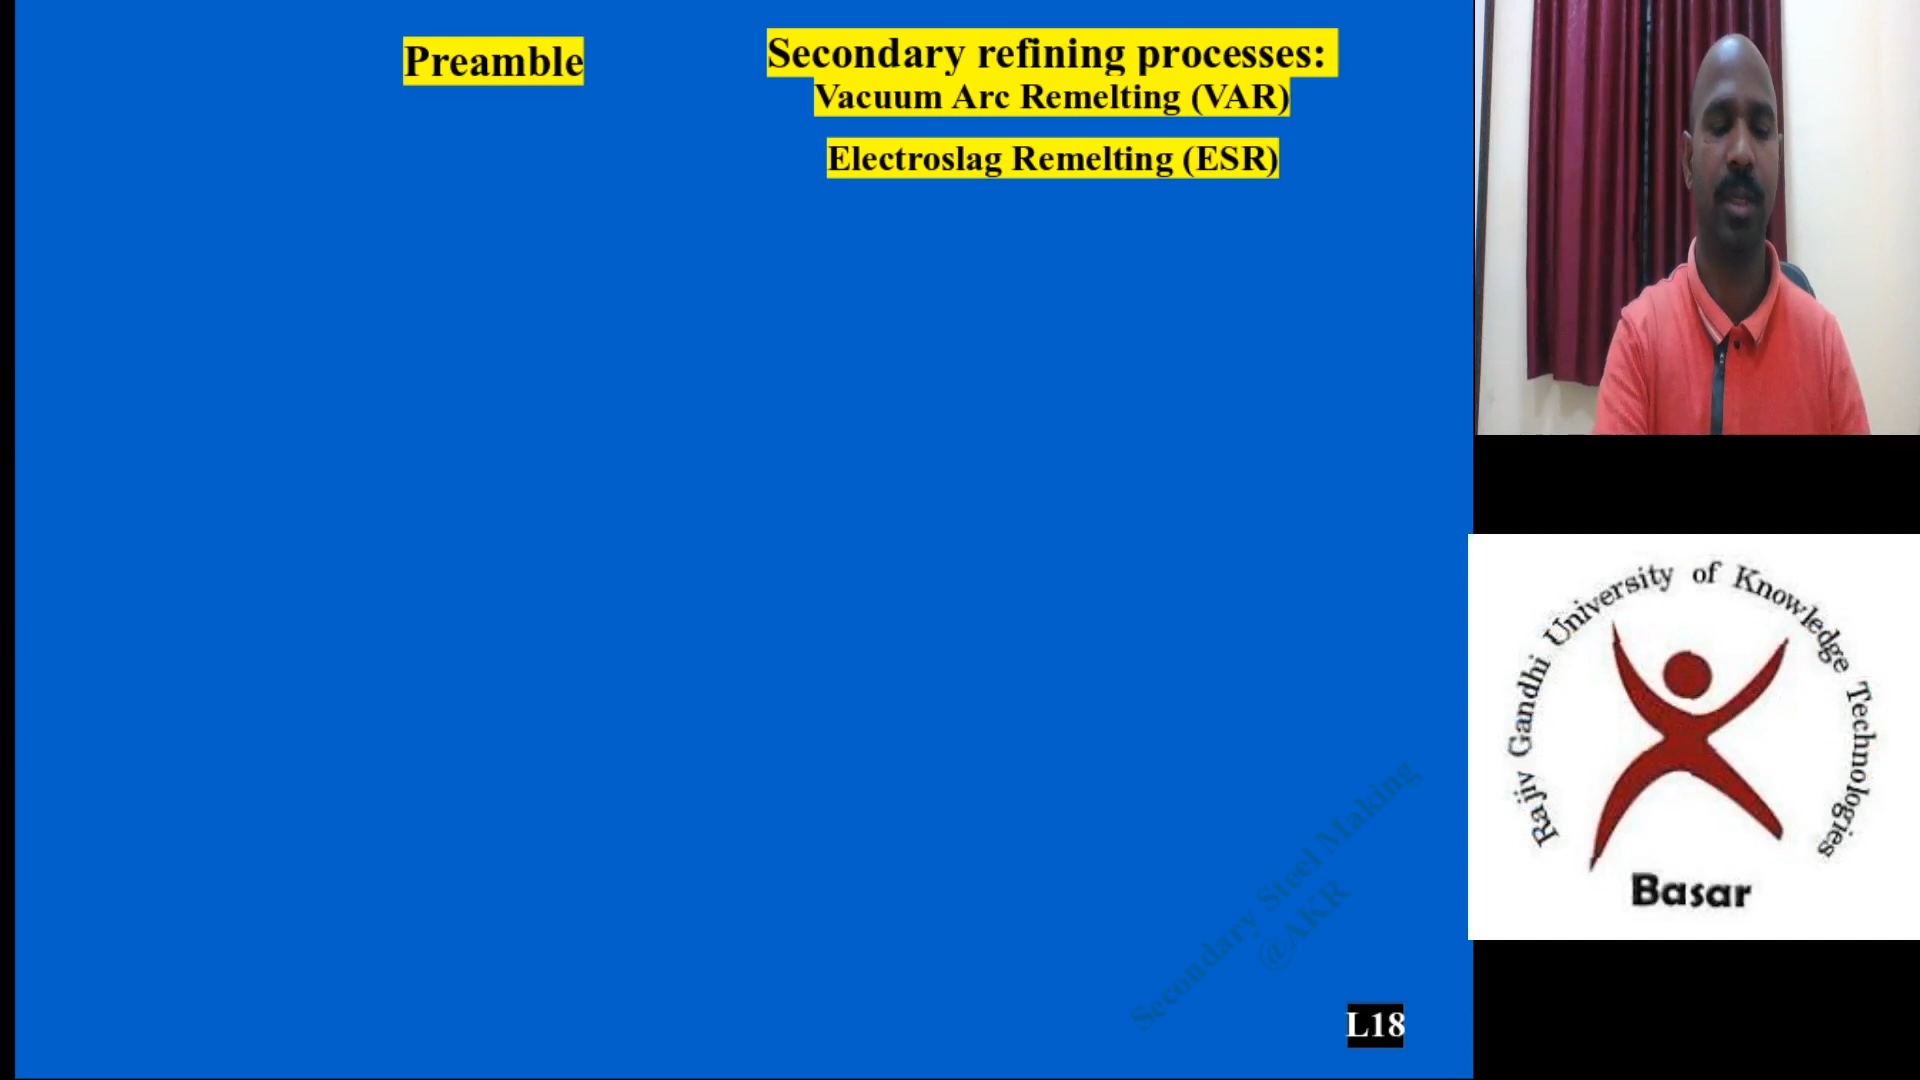 Preamble
Secondary refining processes:
Vacuum Arc Remelting (VAR)
Electroslag Remelting (ESR)
Rajiv Gandhi University of Knowledge Technologies
Basar
Secondary Steel Making
@AKR
L18